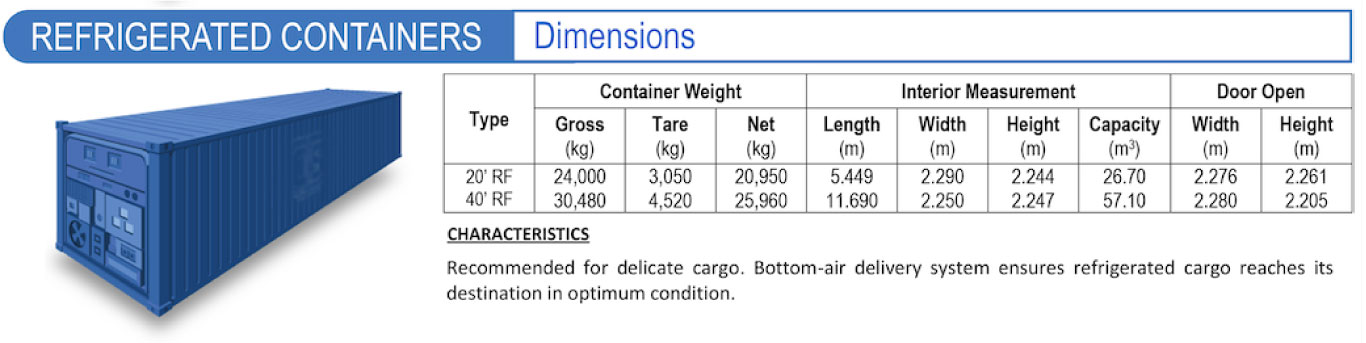 REFRIGERATED CONTAINERS Dimensions
Type Container Weight Interior Measurement Door Open
Gross Tare Net Length Width Height Capacity Width Height
(kg) (kg) (kg) (m) (m) (m) (m³) (m) (m)
20' RF 24,000 3,050 20,950 5.449 2.290 2.244 26.70 2.276 2.261
40' RF 30,480 4,520 25,960 11.690 2.250 2.247 57.10 2.280 2.205
CHARACTERISTICS
Recommended for delicate cargo. Bottom-air delivery system ensures refrigerated cargo reaches its
destination in optimum condition.